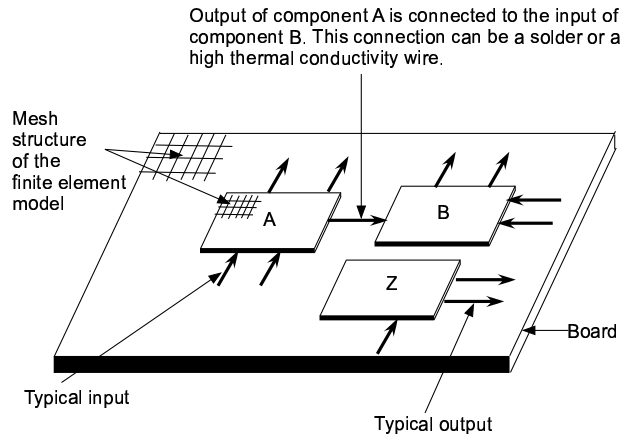 Output of component A is connected to the input of
component B. This connection can be a solder or a
high thermal conductivity wire.
Mesh
structure
of the
finite element
model
A
B
Z
Board
Typical input
Typical output